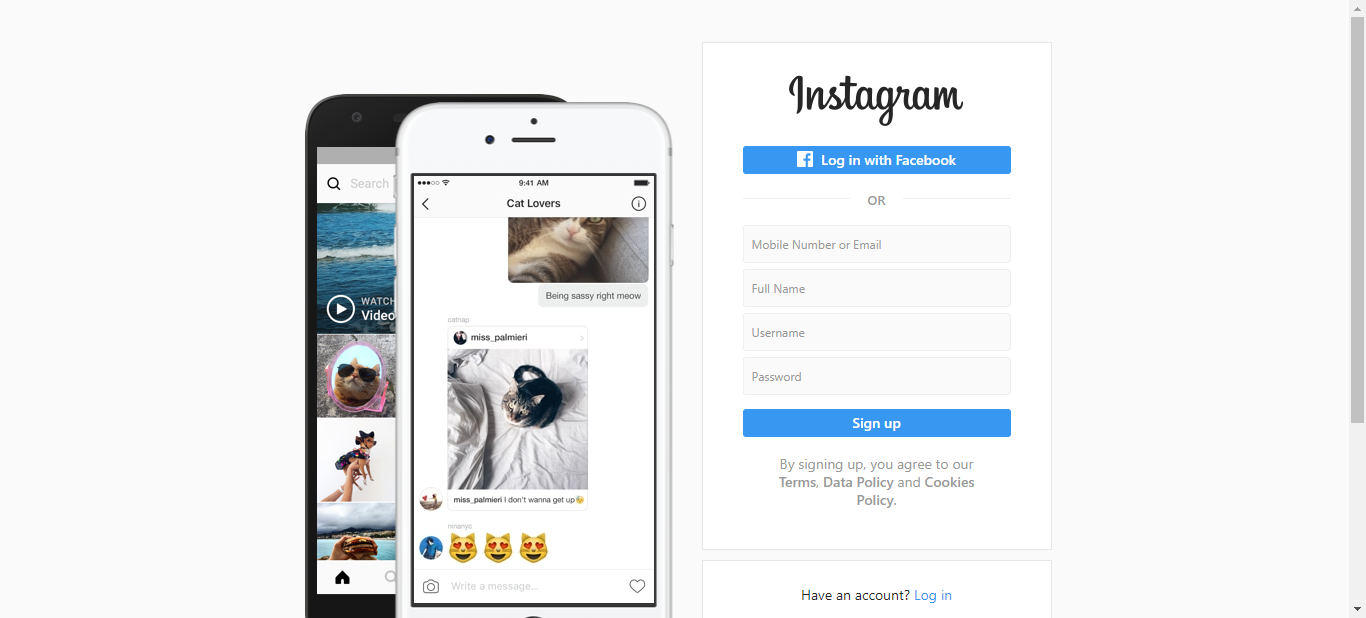 Instagram
Log in with Facebook
OR
Mobile Number or Email
Full Name
Username
Password
Sign up
By signing up, you agree to our
Terms, Data Policy and Cookies
Policy.
Have an account? Log in
Search
WATCH
Video
9:41 AM
Cat Lovers
Being sassy right meow
catnap
miss_palmieri
miss_palmieri I don't wanna get up🥺
ninanyc
😻 😻 😻
Write a message...